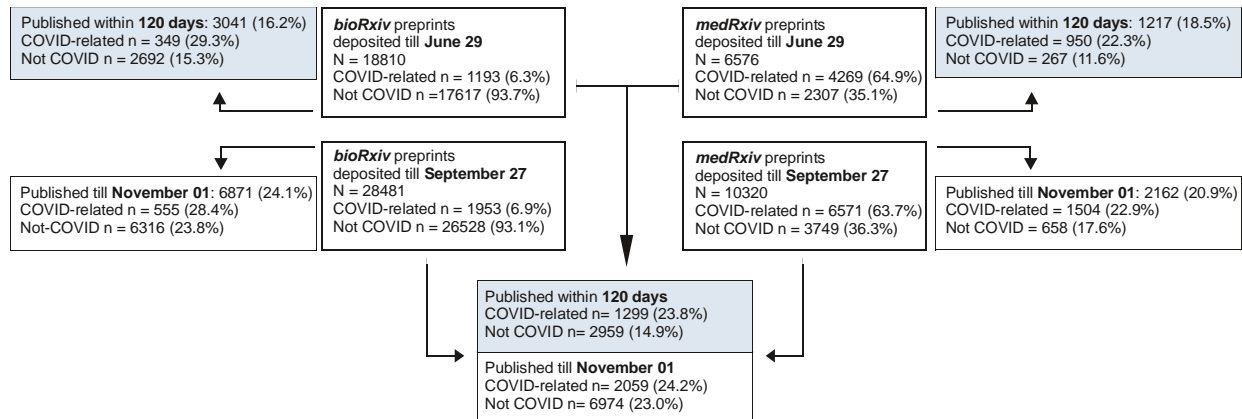 Published within 120 days: 3041 (16.2%)
COVID-related n = 349 (29.3%)
Not COVID n = 2692 (15.3%)
bioRxiv preprints
deposited till June 29
N = 18810
COVID-related n = 1193 (6.3%)
Not COVID n =17617 (93.7%)
medRxiv preprints
deposited till June 29
N = 6576
COVID-related n = 4269 (64.9%)
Not COVID n = 2307 (35.1%)
Published within 120 days: 1217 (18.5%)
COVID-related = 950 (22.3%)
Not COVID = 267 (11.6%)
Published till November 01: 6871 (24.1%)
COVID-related n = 555 (28.4%)
Not-COVID n = 6316 (23.8%)
bioRxiv preprints
deposited till September 27
N = 28481
COVID-related n = 1953 (6.9%)
Not COVID n = 26528 (93.1%)
medRxiv preprints
deposited till September 27
N = 10320
COVID-related n = 6571 (63.7%)
Not COVID n = 3749 (36.3%)
Published till November 01: 2162 (20.9%)
COVID-related = 1504 (22.9%)
Not COVID = 658 (17.6%)
Published within 120 days
COVID-related n= 1299 (23.8%)
Not COVID n= 2959 (14.9%)
Published till November 01
COVID-related n= 2059 (24.2%)
Not COVID n= 6974 (23.0%)